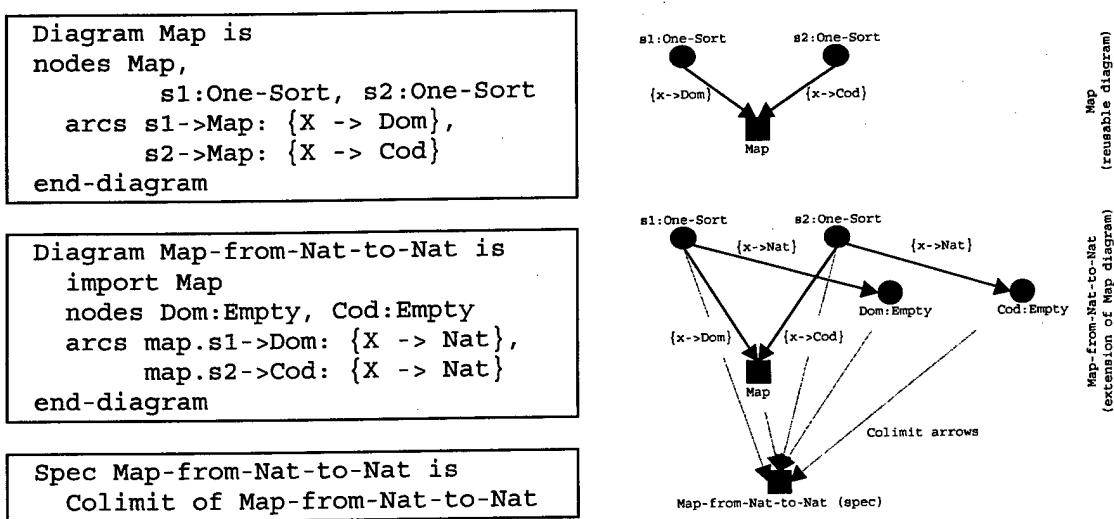 Diagram Map is
nodes Map,
s1:One-Sort, s2:One-Sort
arcs s1->Map: {X -> Dom},
s2->Map: {X -> Cod}
end-diagram
Diagram Map-from-Nat-to-Nat is
import Map
nodes Dom:Empty, Cod:Empty
arcs map.s1->Dom: {X -> Nat},
map.s2->Cod: {X -> Nat}
end-diagram
Spec Map-from-Nat-to-Nat is
Colimit of Map-from-Nat-to-Nat
s1:One-Sort s2:One-Sort
{x->Dom} {x->Cod}
Map
Map
(reusable diagram)
s1:One-Sort s2:One-Sort
{x->Nat} {x->Nat}
Dom:Empty Cod:Empty
{x->Dom} {x->Cod}
Map
Colimit arrows
Map-from-Nat-to-Nat (spec)
Map-from-Nat-to-Nat
(extension of Map diagram)